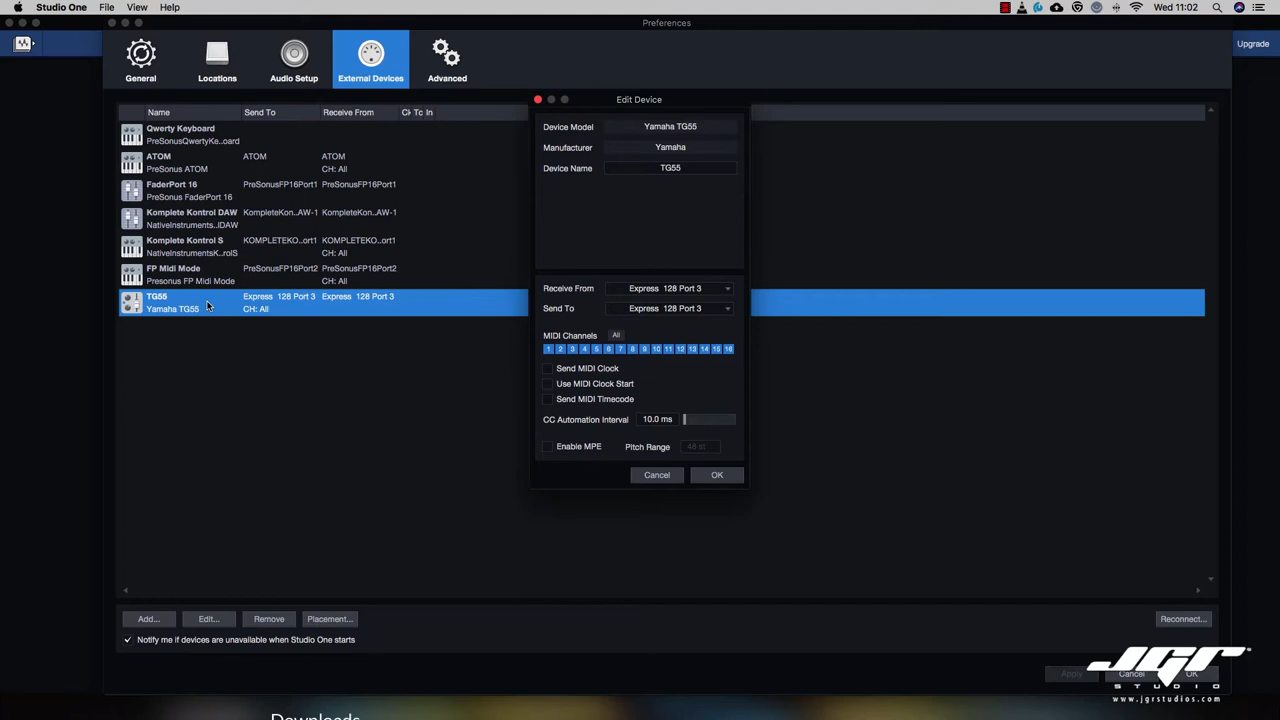 Studio One File View Help
Wed 11:02
Preferences
Upgrade
General Locations Audio Setup External Devices Advanced
Name Send To Receive From Ch Tc In
Qwerty Keyboard
PreSonusQwertyKe..oard
ATOM ATOM ATOM
PreSonus ATOM CH: All
FaderPort 16 PreSonusFP16Port1 PreSonusFP16Port1
PreSonus FaderPort 16
Komplete Kontrol DAW KompleteKon..AW-1 KompleteKon..AW-1
NativeInstruments..lDAW
Komplete Kontrol S KOMPLETEKO..ort1 KOMPLETEKO..ort1
NativeInstrumentsK..rolS CH: All
FP Midi Mode PreSonusFP16Port2 PreSonusFP16Port2
Presonus FP Midi Mode CH: All
TG55 Express 128 Port 3 Express 128 Port 3
Yamaha TG55 CH: All
Edit Device
Device Model Yamaha TG55
Manufacturer Yamaha
Device Name TG55
Receive From Express 128 Port 3
Send To Express 128 Port 3
MIDI Channels All
1 2 3 4 5 6 7 8 9 10 11 12 13 14 15 16
Send MIDI Clock
Use MIDI Clock Start
Send MIDI Timecode
CC Automation Interval 10.0 ms
Enable MPE Pitch Range 48 st
Cancel OK
Add... Edit... Remove Placement... Reconnect...
Notify me if devices are unavailable when Studio One starts
Apply Cancel OK
JGR
STUDIO
www.jgrstudios.com
Downloads